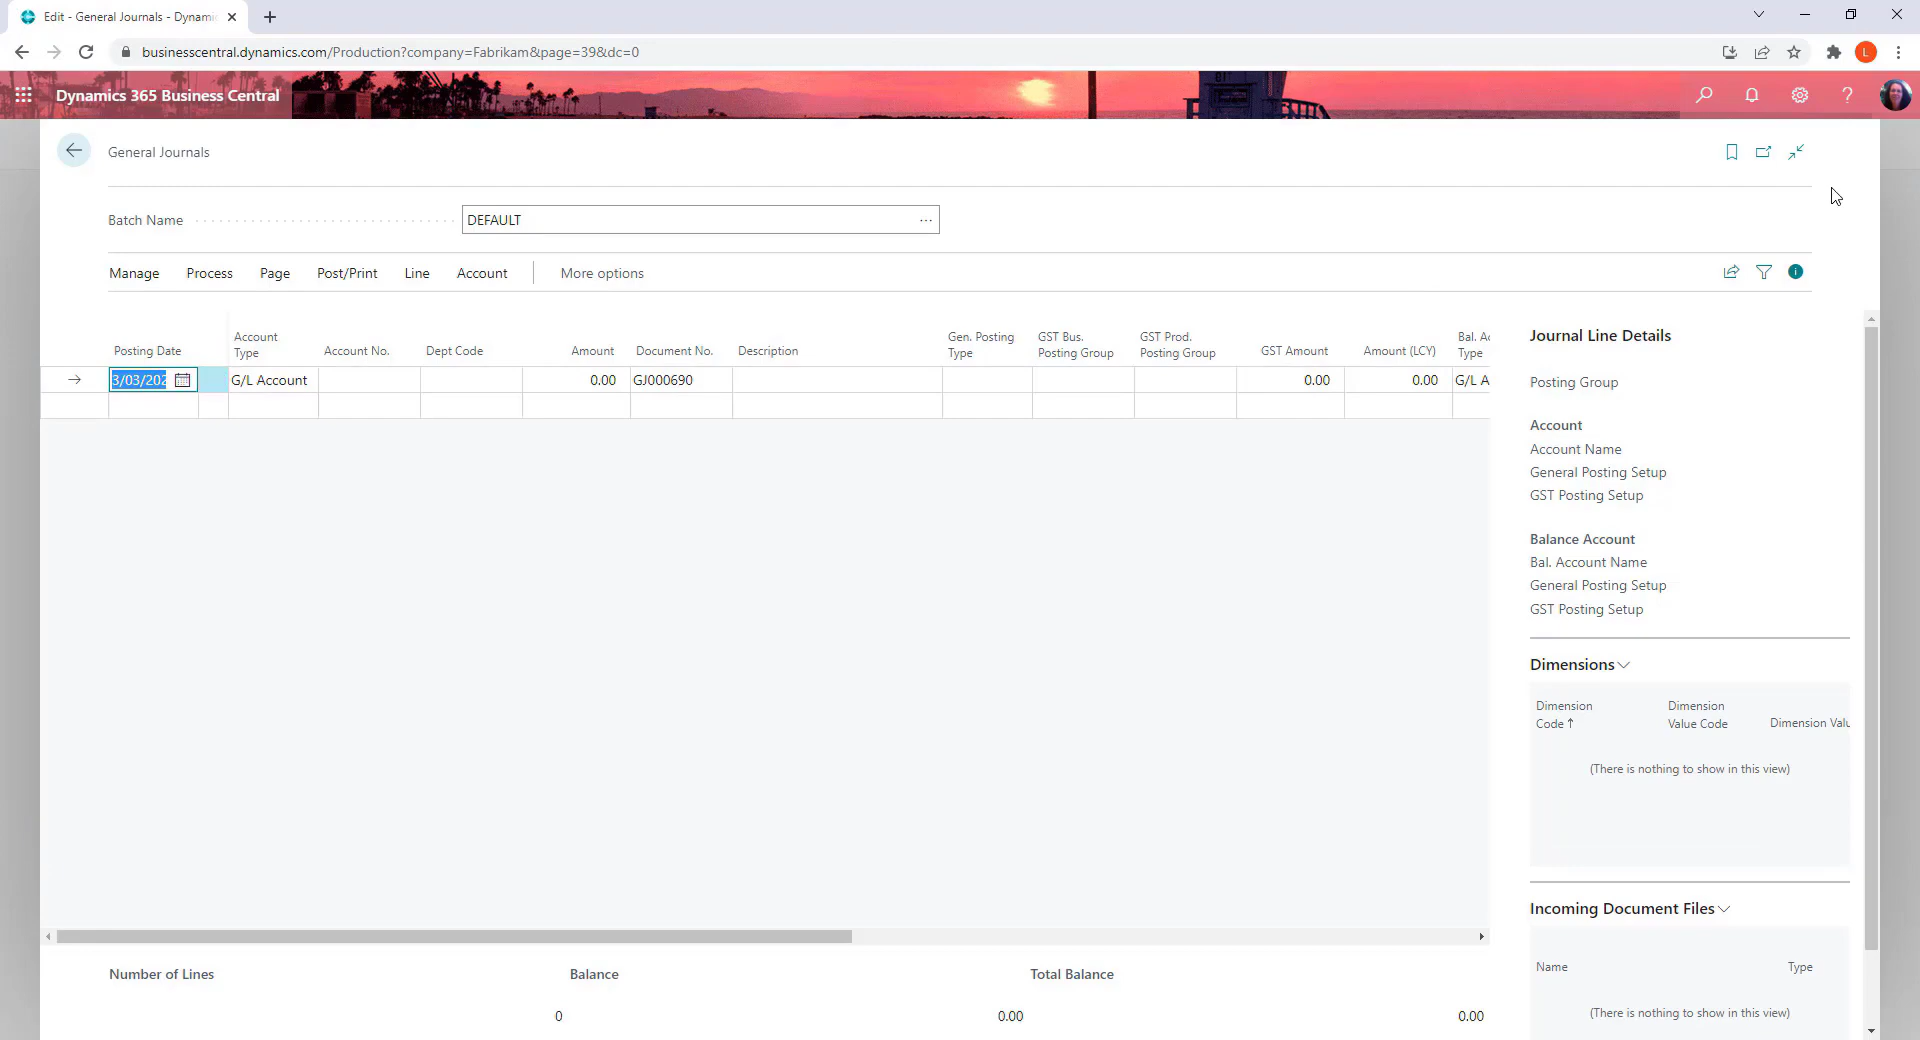 Edit - General Journals - Dynami
businesscentral.dynamics.com/Production?company=Fabrikam&page=39&dc=0
L
Dynamics 365 Business Central
General Journals
Batch Name
DEFAULT
Manage Process Page Post/Print Line Account More options
Posting Date Account Type Account No. Dept Code Amount Document No. Description Gen. Posting Type GST Bus. Posting Group GST Prod. Posting Group GST Amount Amount (LCY) Bal. Ac Type
3/03/202 G/L Account 0.00 GJ000690 0.00 0.00 G/L A
Number of Lines Balance Total Balance
0 0.00 0.00
Journal Line Details
Posting Group
Account
Account Name
General Posting Setup
GST Posting Setup
Balance Account
Bal. Account Name
General Posting Setup
GST Posting Setup
Dimensions
Dimension Code ↑ Dimension Value Code Dimension Valu
(There is nothing to show in this view)
Incoming Document Files
Name Type
(There is nothing to show in this view)